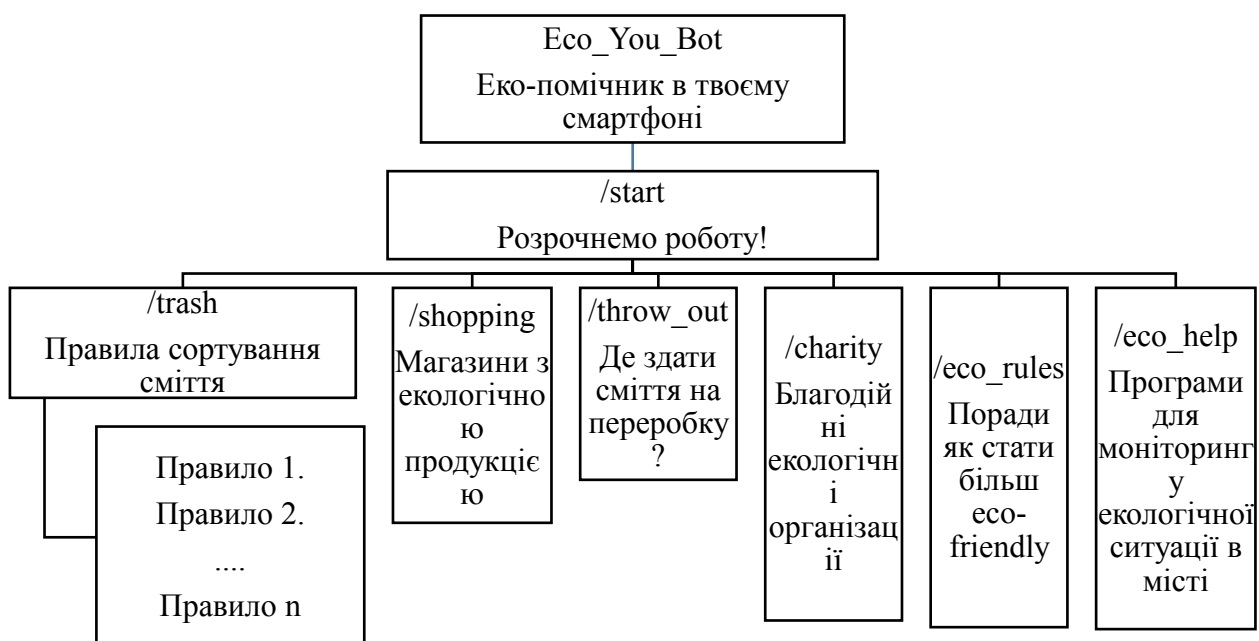 Eco_You_Bot
Еко-помічник в твоєму
смартфоні
/start
Розрочнемо роботу!
/trash
Правила сортування
сміття
Правило 1.
Правило 2.
....
Правило n
/shopping
Магазини з
екологічно
ю
продукціє
ю
/throw_out
Де здати
сміття на
переробку
?
/charity
Благодій
ні
екологічн
і
організац
ії
/eco_rules
Поради
як стати
більш
eco-
friendly
/eco_help
Програми
для
моніторинг
у
екологічної
ситуації в
місті